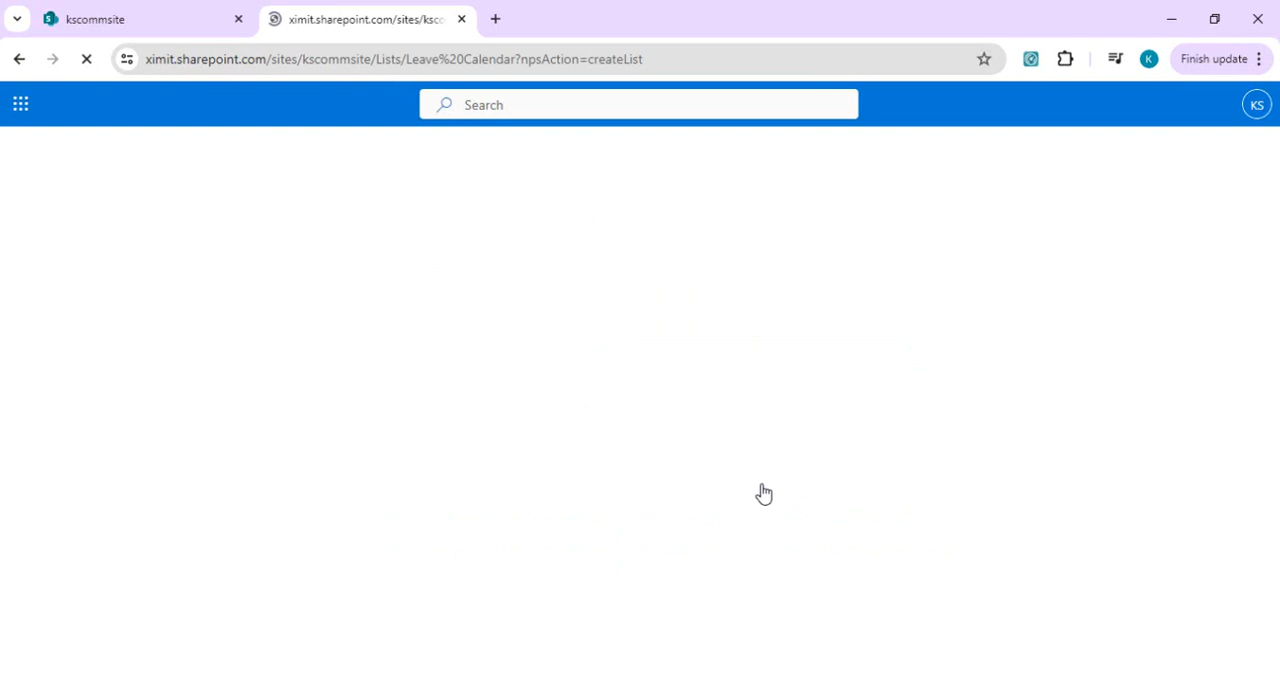 kscommsite
ximit.sharepoint.com/sites/ksco
ximit.sharepoint.com/sites/kscommsite/Lists/Leave%20Calendar?npsAction=createList
K
Finish update
Search
KS